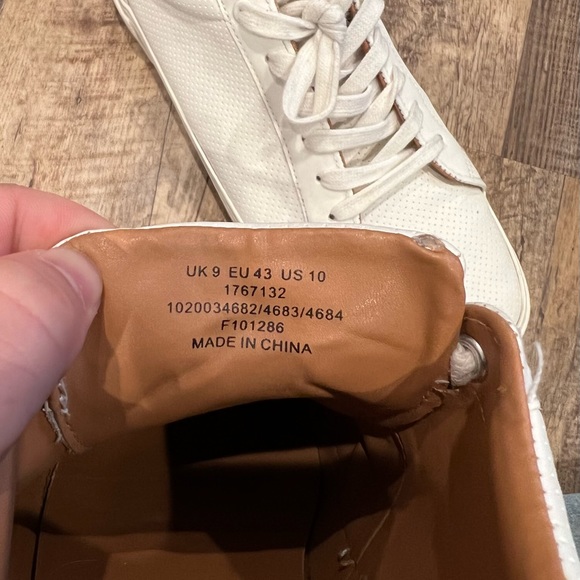 UK 9 EU 43 US 10
1767132
1020034682/4683/4684
F101286
MADE IN CHINA